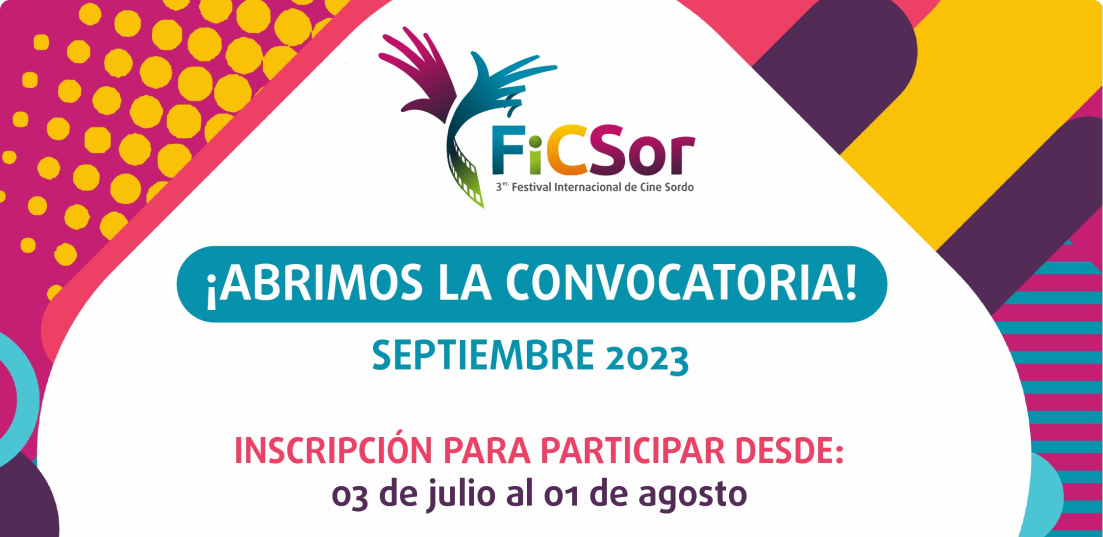 FiCSor
3er Festival Internacional de Cine Sordo
¡ABRIMOS LA CONVOCATORIA!
SEPTIEMBRE 2023
INSCRIPCIÓN PARA PARTICIPAR DESDE:
03 de julio al 01 de agosto